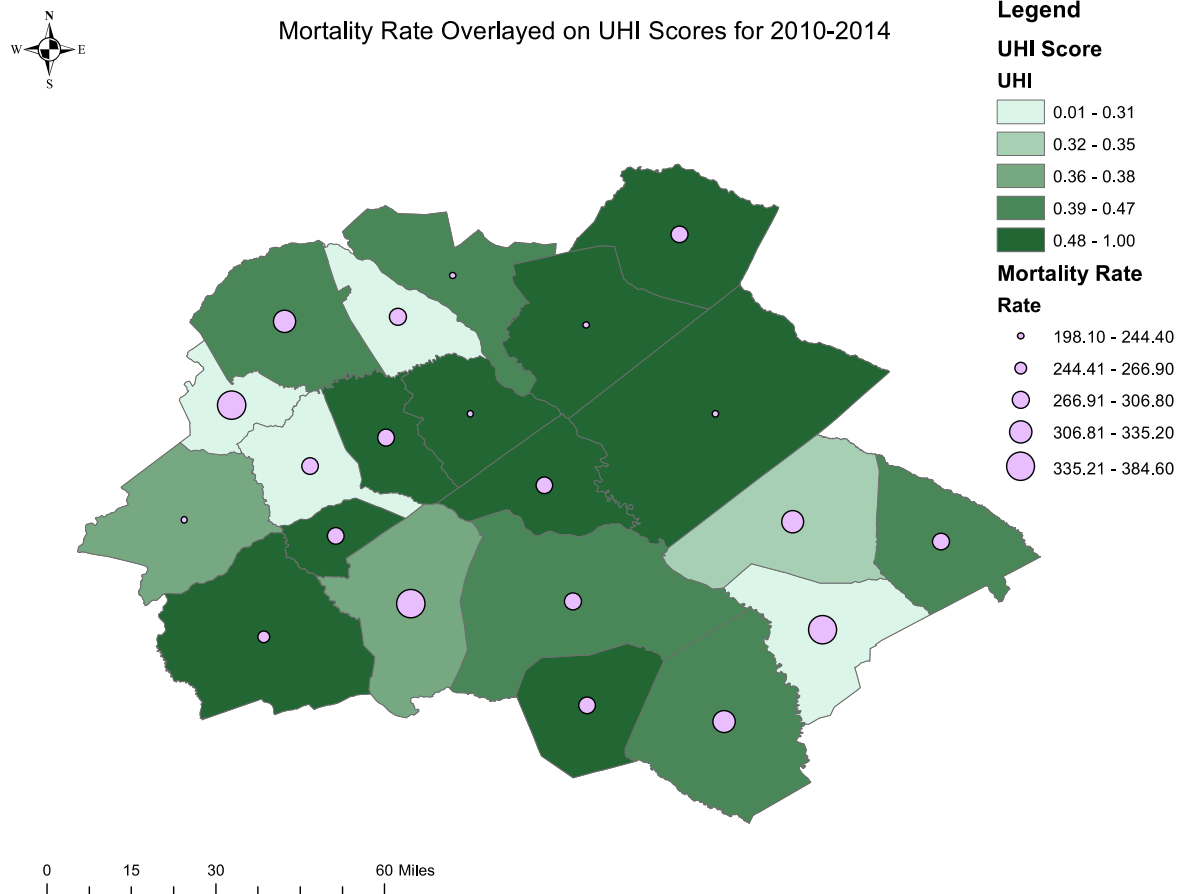 Mortality Rate Overlayed on UHI Scores for 2010-2014
N
W
E
S
Legend
UHI Score
UHI
0.01 - 0.31
0.32 - 0.35
0.36 - 0.38
0.39 - 0.47
0.48 - 1.00
Mortality Rate
Rate
198.10 - 244.40
244.41 - 266.90
266.91 - 306.80
306.81 - 335.20
335.21 - 384.60
0 15 30 60 Miles